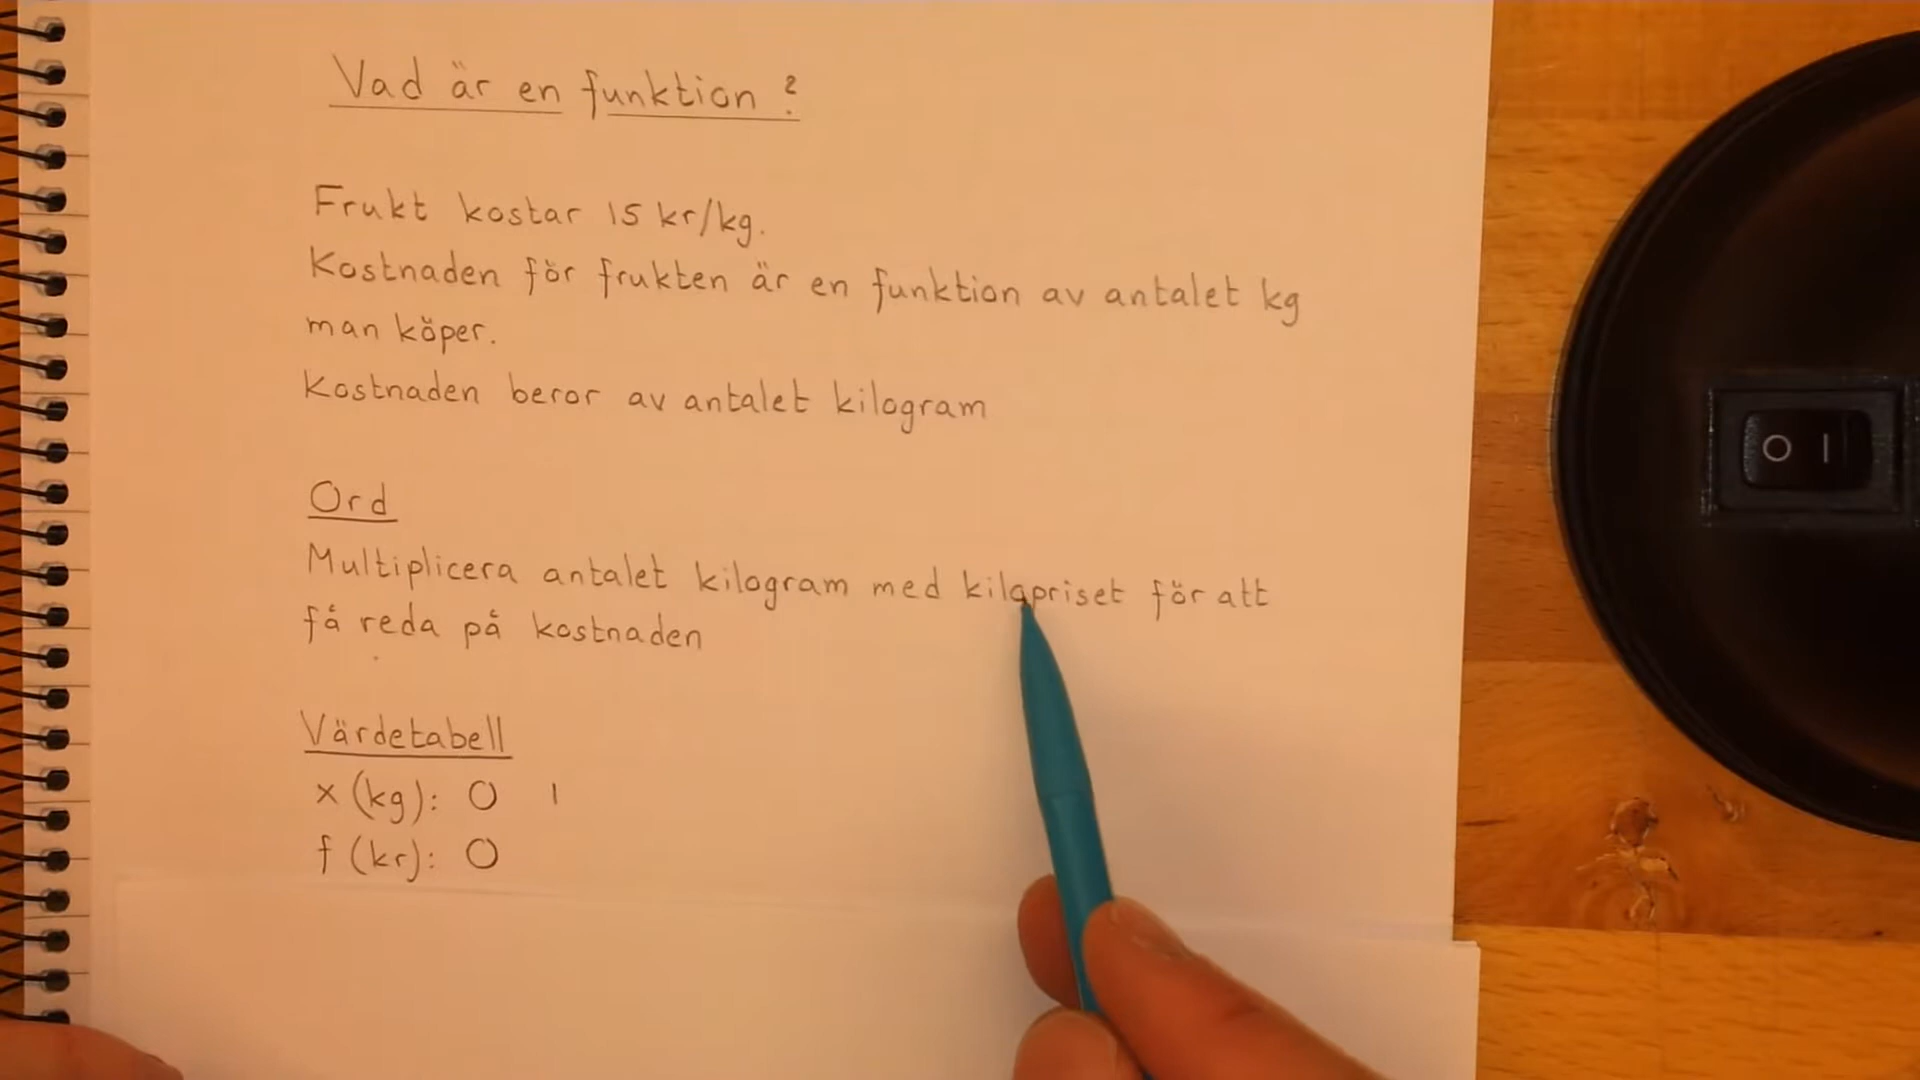 Vad är en funktion?
Frukt kostar 15 kr/kg.
Kostnaden för frukten är en funktion av antalet kg
man köper.
Kostnaden beror av antalet kilogram
Ord
Multiplicera antalet kilogram med kilopriset för att
få reda på kostnaden
Värdetabell
x (kg): 0 1
f (kr): 0
O I